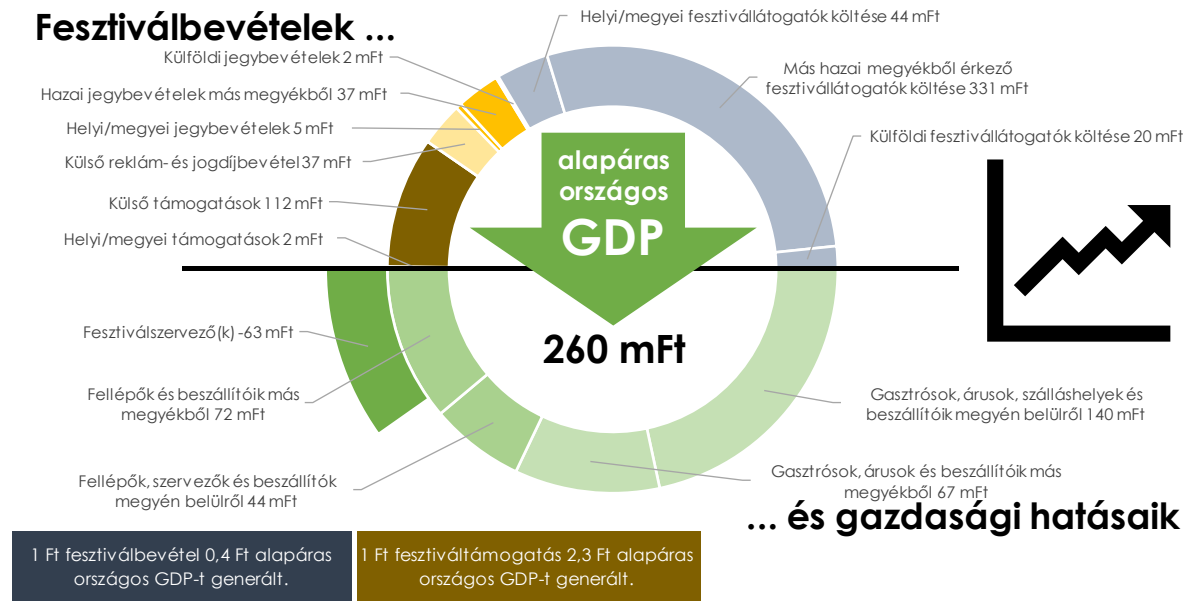 Fesztiválbevételek ...
Helyi/megyei fesztivállátogatók költése 44 mFt
Külföldi jegybevételek 2 mFt
Más hazai megyékből érkező
fesztivállátogatók költése 331 mFt
Hazai jegybevételek más megyékből 37 mFt
Helyi/megyei jegybevételek 5 mFt
Külföldi fesztivállátogatók költése 20 mFt
Külső reklám- és jogdíjbevétel 37 mFt
Külső támogatások 112 mFt
Helyi/megyei támogatások 2 mFt
alapáras
országos
GDP
260 mFt
Fesztiválszervező(k) -63 mFt
Fellépők és beszállítóik más
megyékből 72 mFt
Gasztrósok, árusok, szálláshelyek és
beszállítóik megyén belülről 140 mFt
Fellépők, szervezők és beszállítók
megyén belülről 44 mFt
Gasztrósok, árusok és beszállítóik más
megyékből 67 mFt
... és gazdasági hatásaik
1 Ft fesztiválbevétel 0,4 Ft alapáras
országos GDP-t generált.
1 Ft fesztiváltámogatás 2,3 Ft alapáras
országos GDP-t generált.